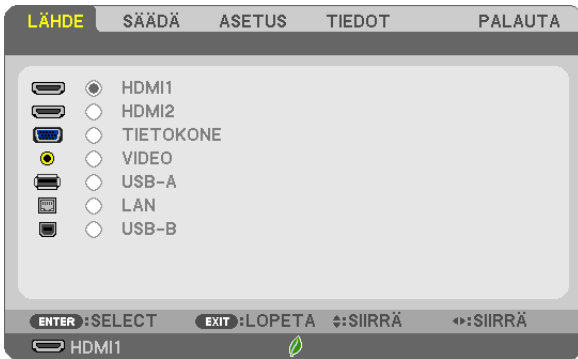 LÄHDE SÄÄDÄ ASETUS TIEDOT PALAUTA
HDMI1
HDMI2
TIETOKONE
VIDEO
USB-A
LAN
USB-B
ENTER :SELECT EXIT :LOPETA :SIIRRÄ :SIIRRÄ
HDMI1